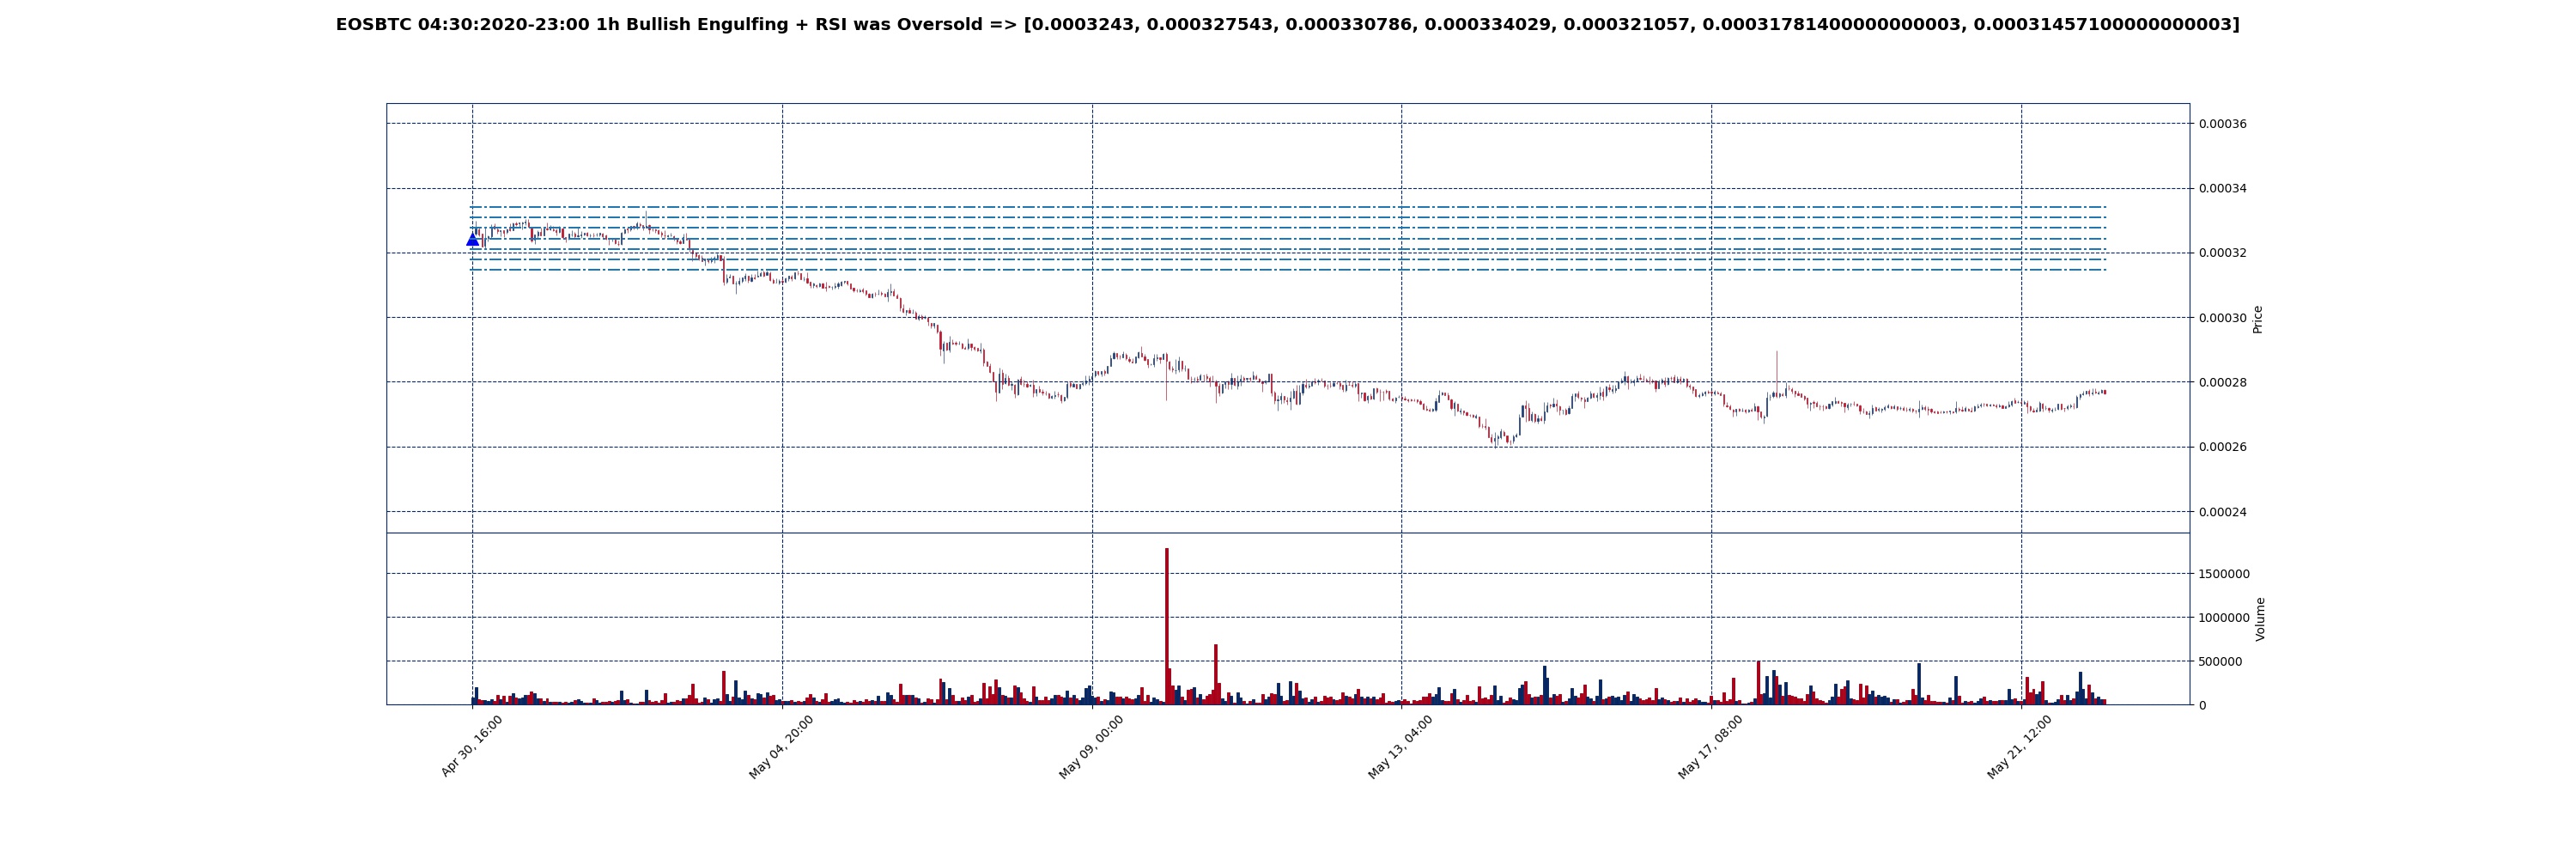 EOSBTC 04:30:2020-23:00 1h Bullish Engulfing + RSI was Oversold => [0.0003243, 0.000327543, 0.000330786, 0.000334029, 0.000321057, 0.00031781400000000003, 0.00031457100000000003]
0.00036
0.00034
0.00032
0.00030
0.00028
0.00026
0.00024
Price
1500000
1000000
500000
0
Volume
Apr 30, 16:00
May 04, 20:00
May 09, 00:00
May 13, 04:00
May 17, 08:00
May 21, 12:00